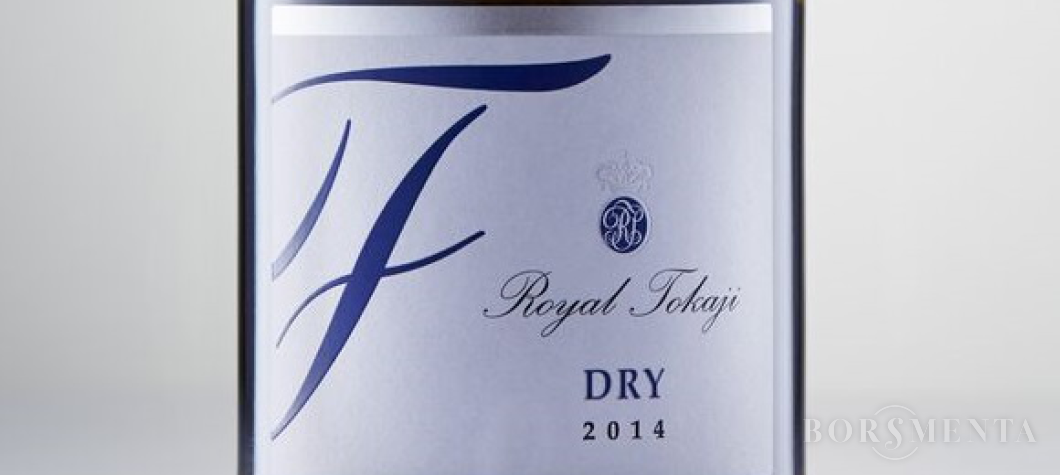 F
RT
Royal Tokaji
DRY
2014
BORSMENTA